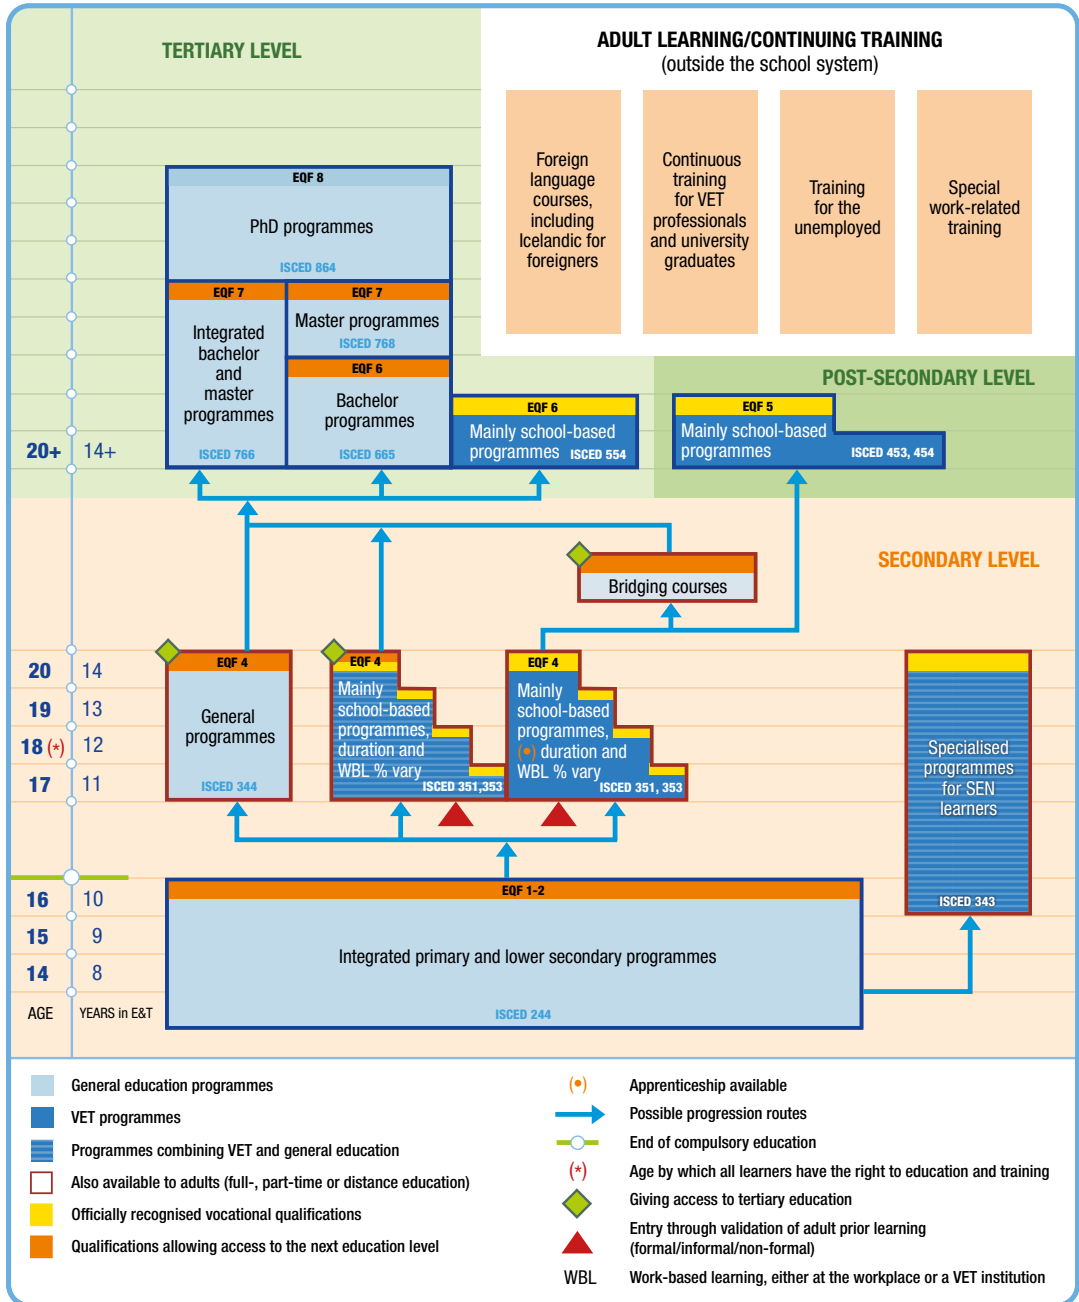 TERTIARY LEVEL
ADULT LEARNING/CONTINUING TRAINING
(outside the school system)
Foreign
language
courses,
including
Icelandic for
foreigners
Continuous
training
for VET
professionals
and university
graduates
Training
for the
unemployed
Special
work-related
training
EQF 8
PhD programmes
ISCED 864
EQF 7
Integrated
bachelor
and
master
programmes
ISCED 766
EQF 7
Master programmes
ISCED 768
EQF 6
Bachelor
programmes
ISCED 665
EQF 6
Mainly school-based
programmes ISCED 554
POST-SECONDARY LEVEL
EQF 5
Mainly school-based
programmes
ISCED 453, 454
20+ 14+
SECONDARY LEVEL
Bridging courses
20 14
19 13
18 (*) 12
17 11
EQF 4
General
programmes
ISCED 344
EQF 4
Mainly
school-based
programmes,
duration and
WBL % vary
ISCED 351,353
EQF 4
Mainly
school-based
programmes,
(•) duration and
WBL % vary
ISCED 351, 353
Specialised
programmes
for SEN
learners
ISCED 343
16 10
15 9
14 8
AGE YEARS in E&T
EQF 1-2
Integrated primary and lower secondary programmes
ISCED 244
General education programmes
VET programmes
Programmes combining VET and general education
Also available to adults (full-, part-time or distance education)
Officially recognised vocational qualifications
Qualifications allowing access to the next education level
(•) Apprenticeship available
Possible progression routes
End of compulsory education
(*) Age by which all learners have the right to education and training
Giving access to tertiary education
Entry through validation of adult prior learning
(formal/informal/non-formal)
WBL Work-based learning, either at the workplace or a VET institution